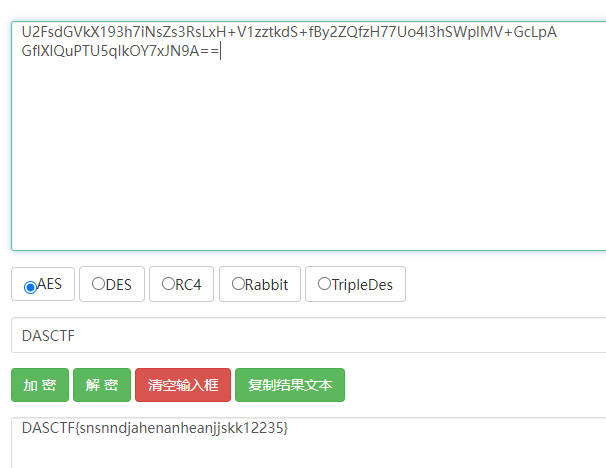 U2FsdGVkX193h7iNsZs3RsLxH+V1zztkdS+fBy2ZQfzH77Uo4l3hSWpIMV+GcLpA
GflXlQuPTU5qlkOY7xJN9A==
AES DES RC4 Rabbit TripleDes
DASCTF
加 密 解 密 清空输入框 复制结果文本
DASCTF{snsnndjahenanheanjjskk12235}